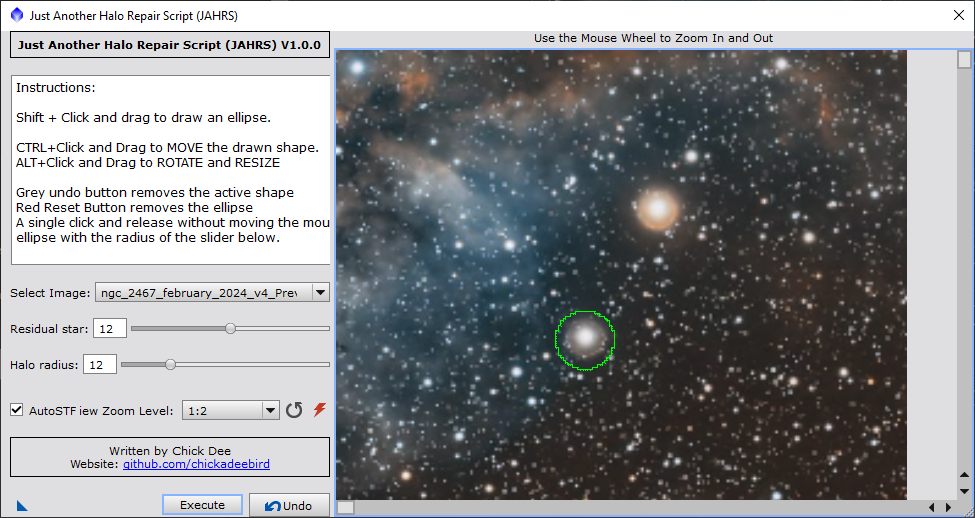 Just Another Halo Repair Script (JAHRS)
Just Another Halo Repair Script (JAHRS) V1.0.0
Use the Mouse Wheel to Zoom In and Out
Instructions:
Shift + Click and drag to draw an ellipse.
CTRL+Click and Drag to MOVE the drawn shape.
ALT+Click and Drag to ROTATE and RESIZE
Grey undo button removes the active shape
Red Reset Button removes the ellipse
A single click and release without moving the mou
ellipse with the radius of the slider below.
Select Image: ngc_2467_february_2024_v4_Prev
Residual star: 12
Halo radius: 12
AutoSTF iew Zoom Level: 1:2
Written by Chick Dee
Website: github.com/chickadeebird
Execute Undo